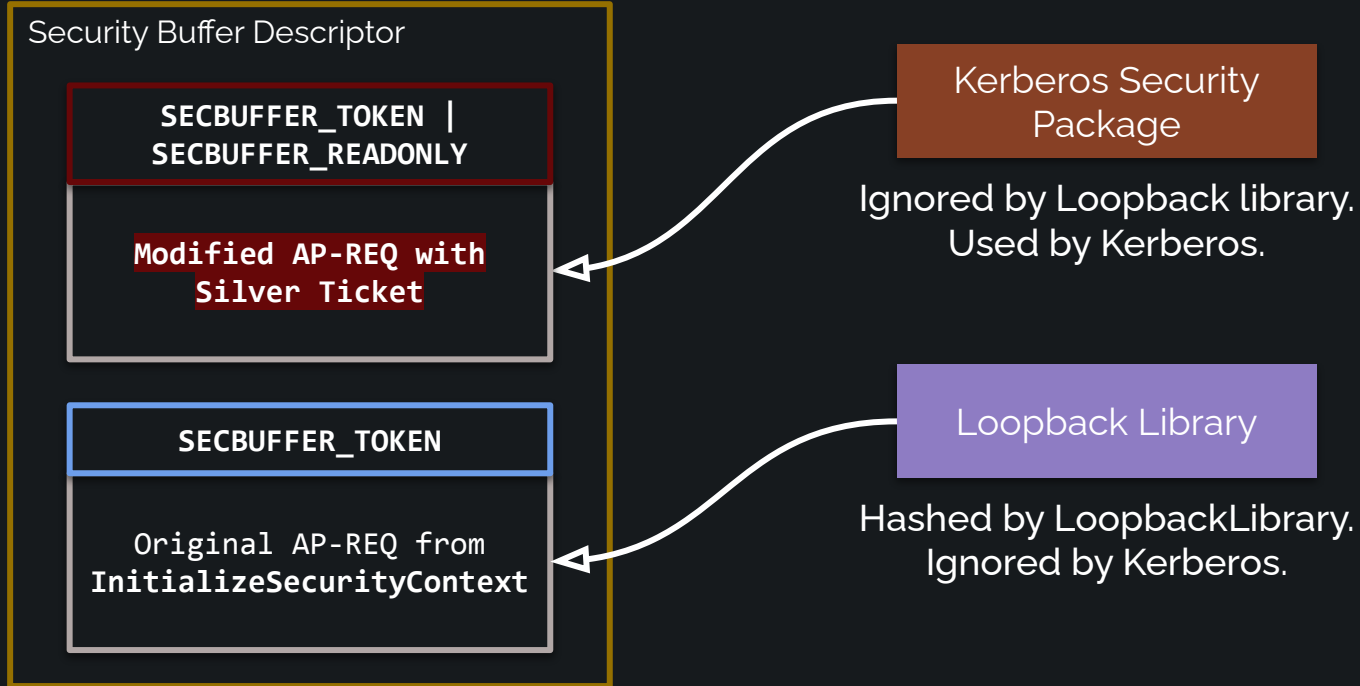 Security Buffer Descriptor
SECBUFFER_TOKEN |
SECBUFFER_READONLY
Modified AP-REQ with
Silver Ticket
Kerberos Security
Package
Ignored by Loopback library.
Used by Kerberos.
SECBUFFER_TOKEN
Original AP-REQ from
InitializeSecurityContext
Loopback Library
Hashed by LoopbackLibrary.
Ignored by Kerberos.